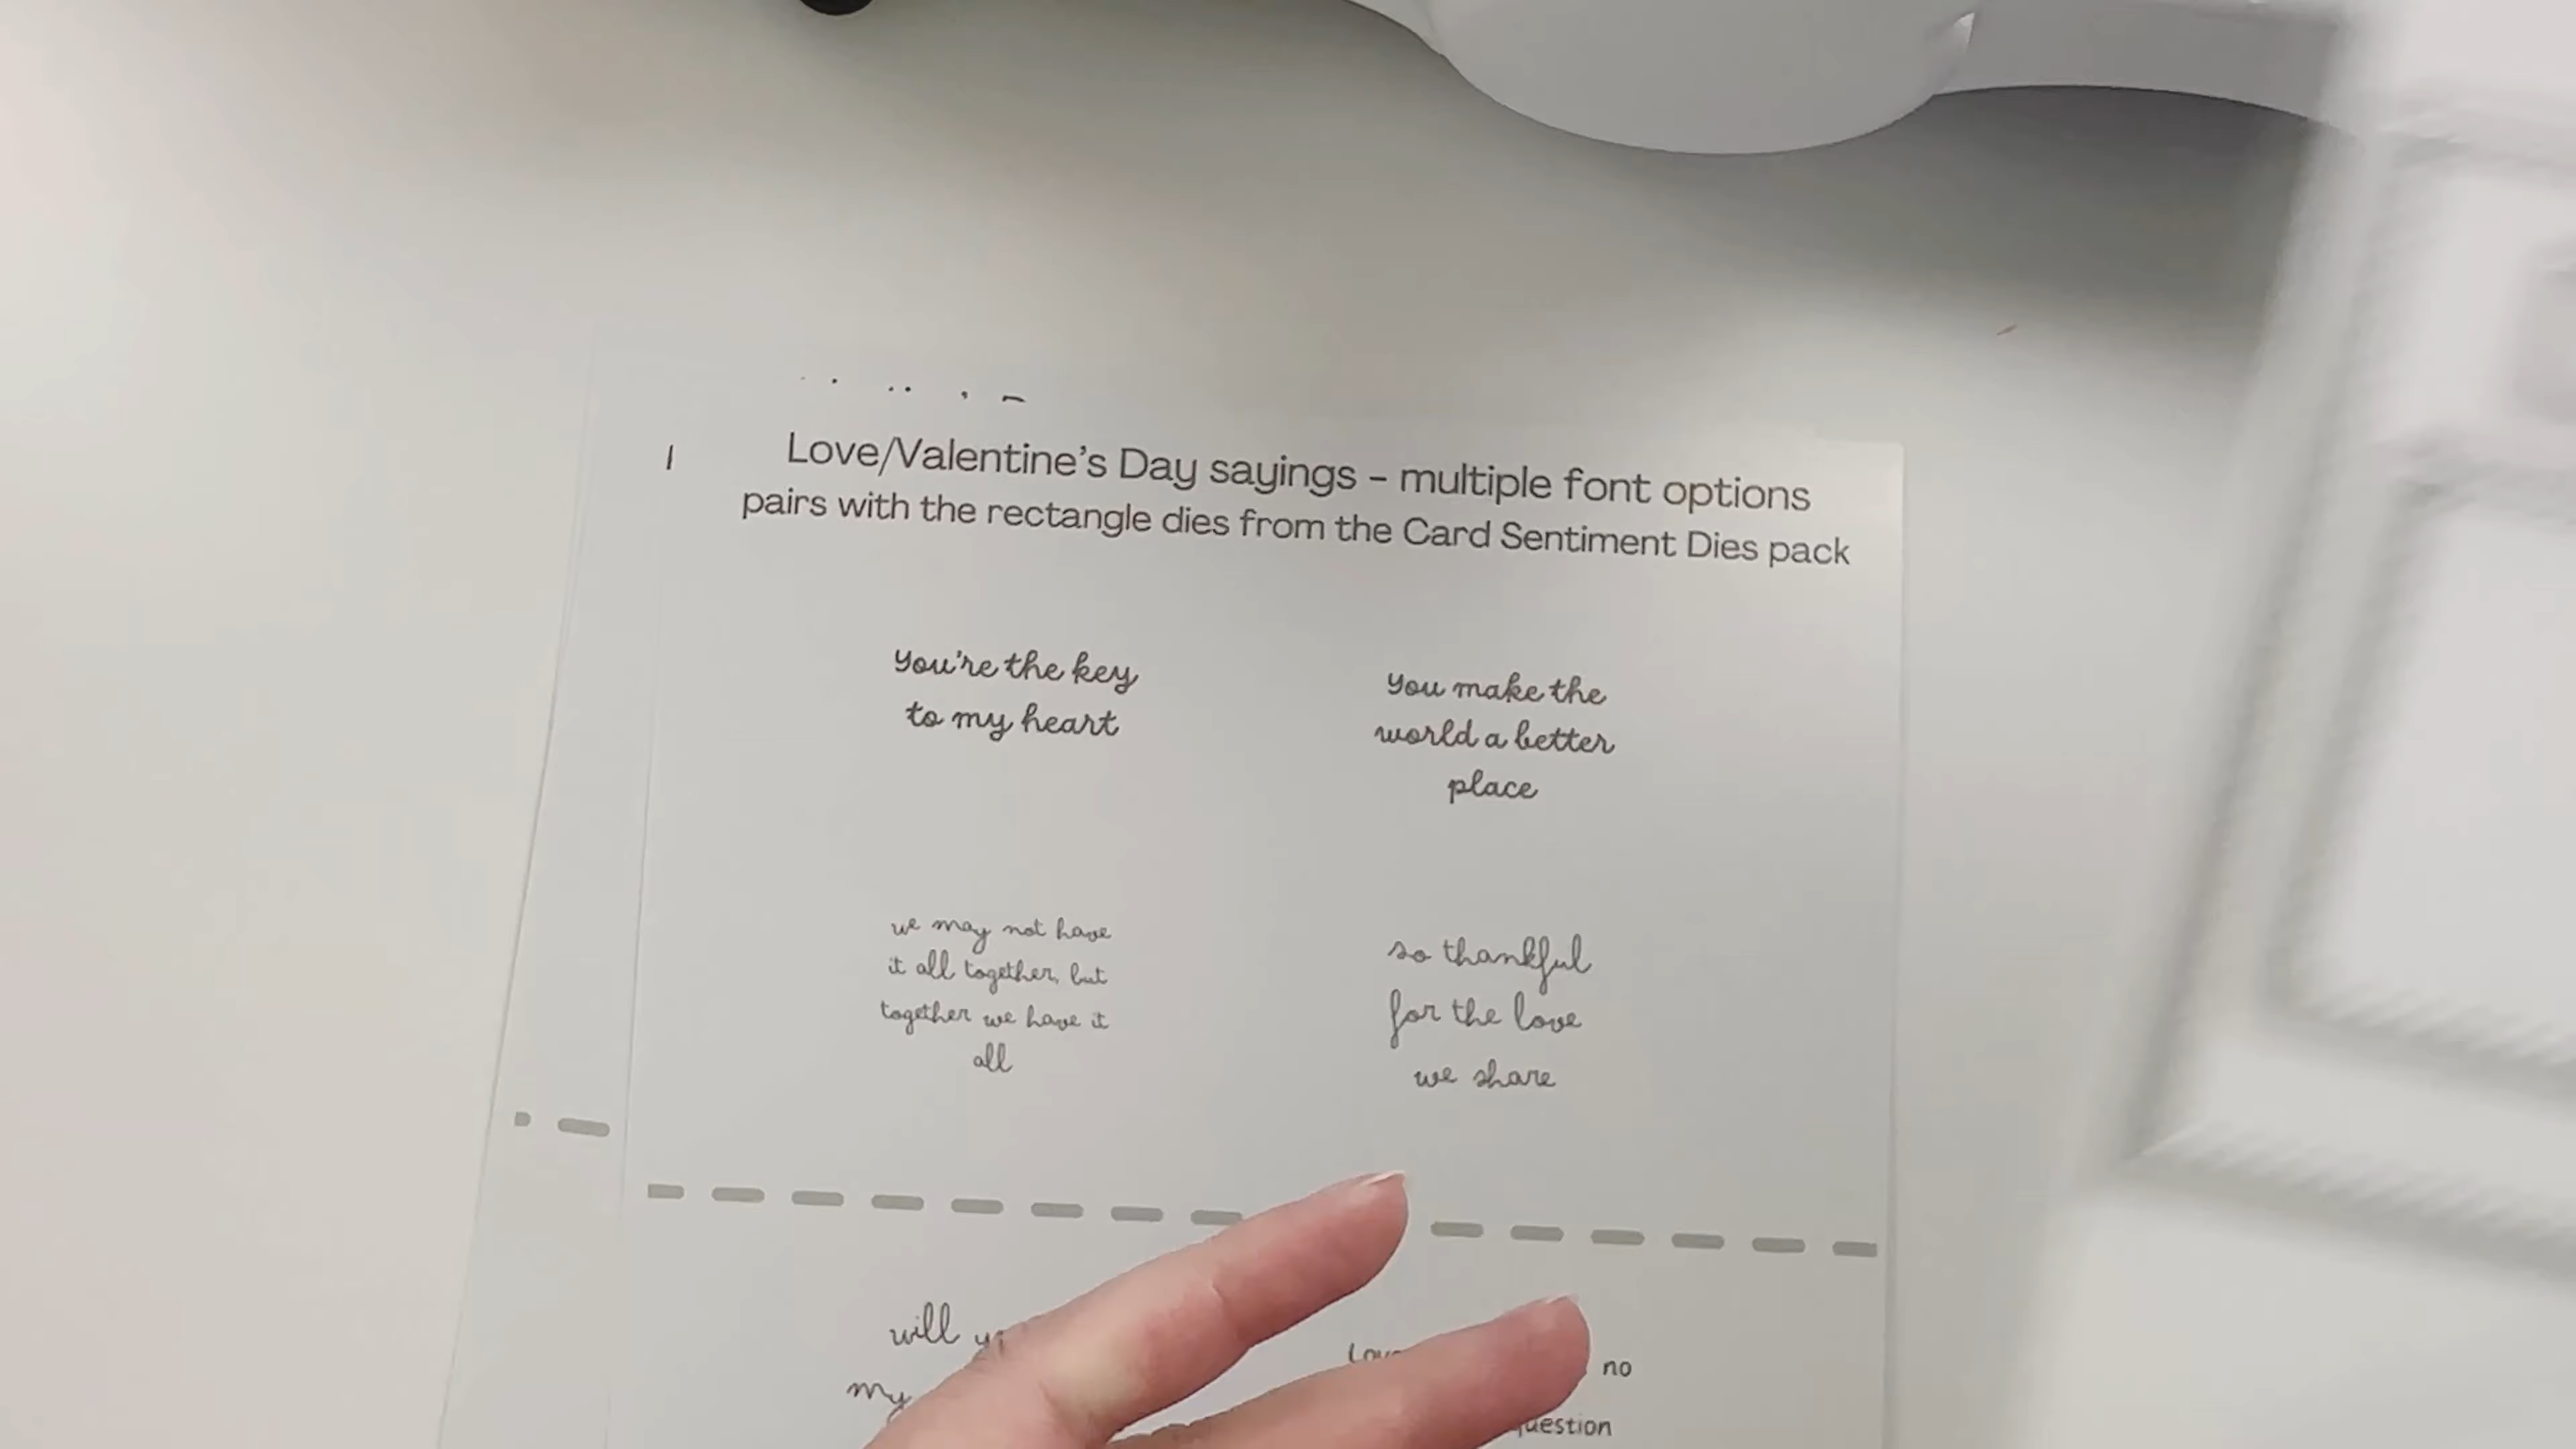 Love/Valentine's Day sayings – multiple font options
pairs with the rectangle dies from the Card Sentiment Dies pack
You're the key
to my heart
You make the
world a better
place
we may not have
it all together, but
together we have it
all
so thankful
for the love
we share
will
my
no